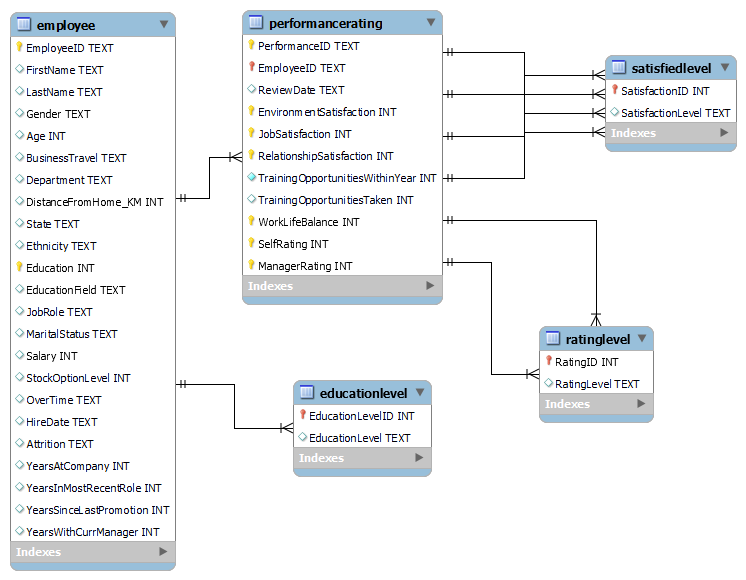 employee
EmployeeID TEXT
FirstName TEXT
LastName TEXT
Gender TEXT
Age INT
BusinessTravel TEXT
Department TEXT
DistanceFromHome_KM INT
State TEXT
Ethnicity TEXT
Education INT
EducationField TEXT
JobRole TEXT
MaritalStatus TEXT
Salary INT
StockOptionLevel INT
OverTime TEXT
HireDate TEXT
Attrition TEXT
YearsAtCompany INT
YearsInMostRecentRole INT
YearsSinceLastPromotion INT
YearsWithCurrManager INT
Indexes
performancerating
PerformanceID TEXT
EmployeeID TEXT
ReviewDate TEXT
EnvironmentSatisfaction INT
JobSatisfaction INT
RelationshipSatisfaction INT
TrainingOpportunitiesWithinYear INT
TrainingOpportunitiesTaken INT
WorkLifeBalance INT
SelfRating INT
ManagerRating INT
Indexes
satisfiedlevel
SatisfactionID INT
SatisfactionLevel TEXT
Indexes
ratinglevel
RatingID INT
RatingLevel TEXT
Indexes
educationlevel
EducationLevelID INT
EducationLevel TEXT
Indexes